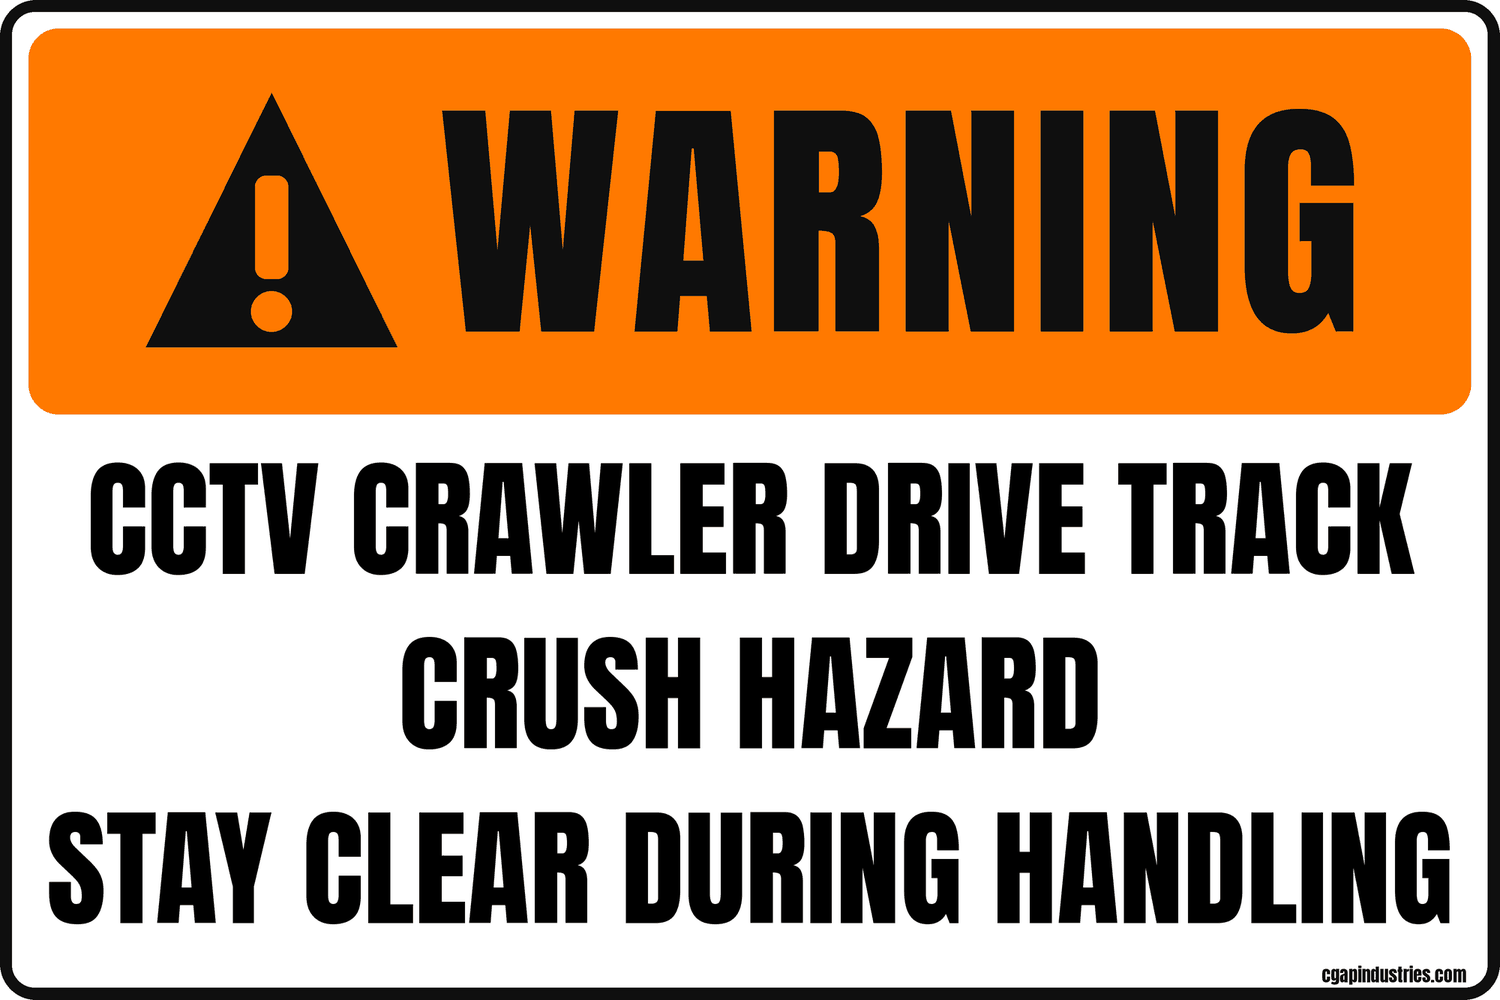 WARNING
CCTV CRAWLER DRIVE TRACK
CRUSH HAZARD
STAY CLEAR DURING HANDLING
cgapindustries.com